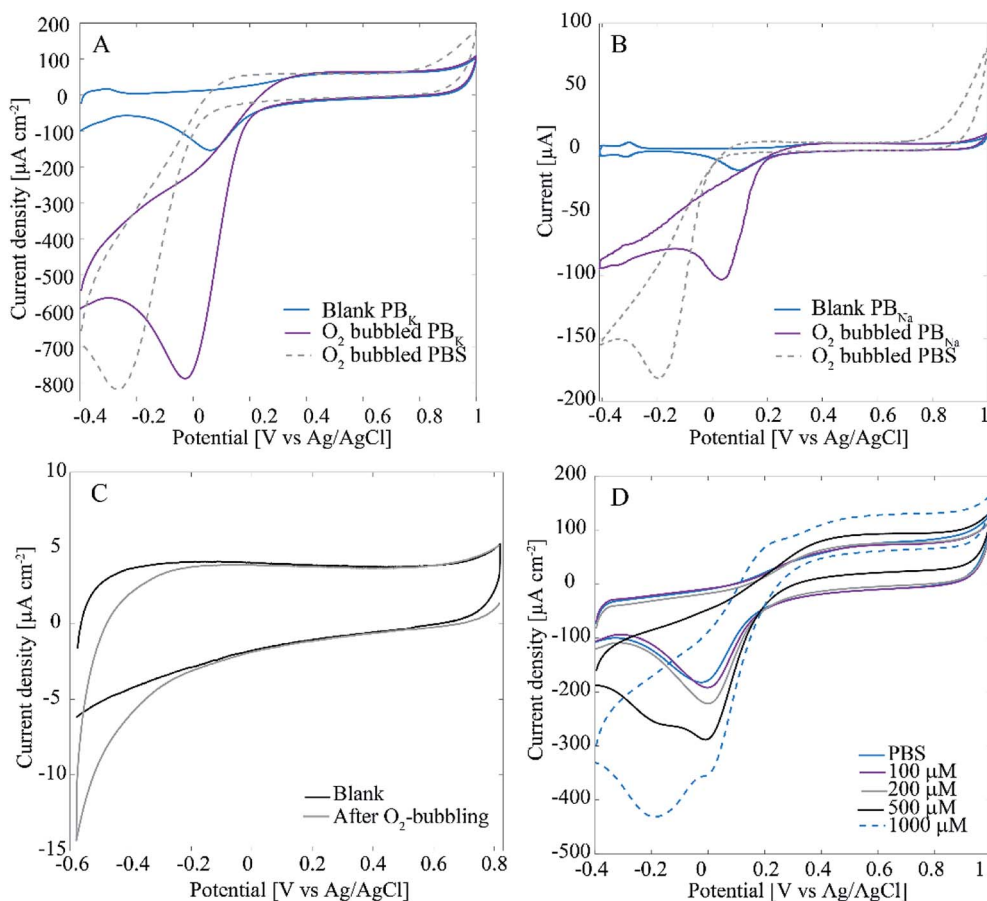 A
200
100
0
-100
-200
-300
-400
-500
-600
-700
-800
Current density [µA cm⁻²]
Blank PB_K
O₂ bubbled PB_K
O₂ bubbled PBS
-0.4 -0.2 0 0.2 0.4 0.6 0.8 1
Potential [V vs Ag/AgCl]
B
100
50
0
-50
-100
-150
-200
Current [µA]
Blank PB_Na
O₂ bubbled PB_Na
O₂ bubbled PBS
-0.4 -0.2 0 0.2 0.4 0.6 0.8 1
Potential [V vs Ag/AgCl]
C
10
5
0
-5
-10
-15
Current density [µA cm⁻²]
Blank
After O₂-bubbling
-0.6 -0.4 -0.2 0 0.2 0.4 0.6 0.8
Potential [V vs Ag/AgCl]
D
200
100
0
-100
-200
-300
-400
-500
Current density [µA cm⁻²]
PBS
100 µM
200 µM
500 µM
1000 µM
-0.4 -0.2 0 0.2 0.4 0.6 0.8 1
Potential [V vs Ag/AgCl]